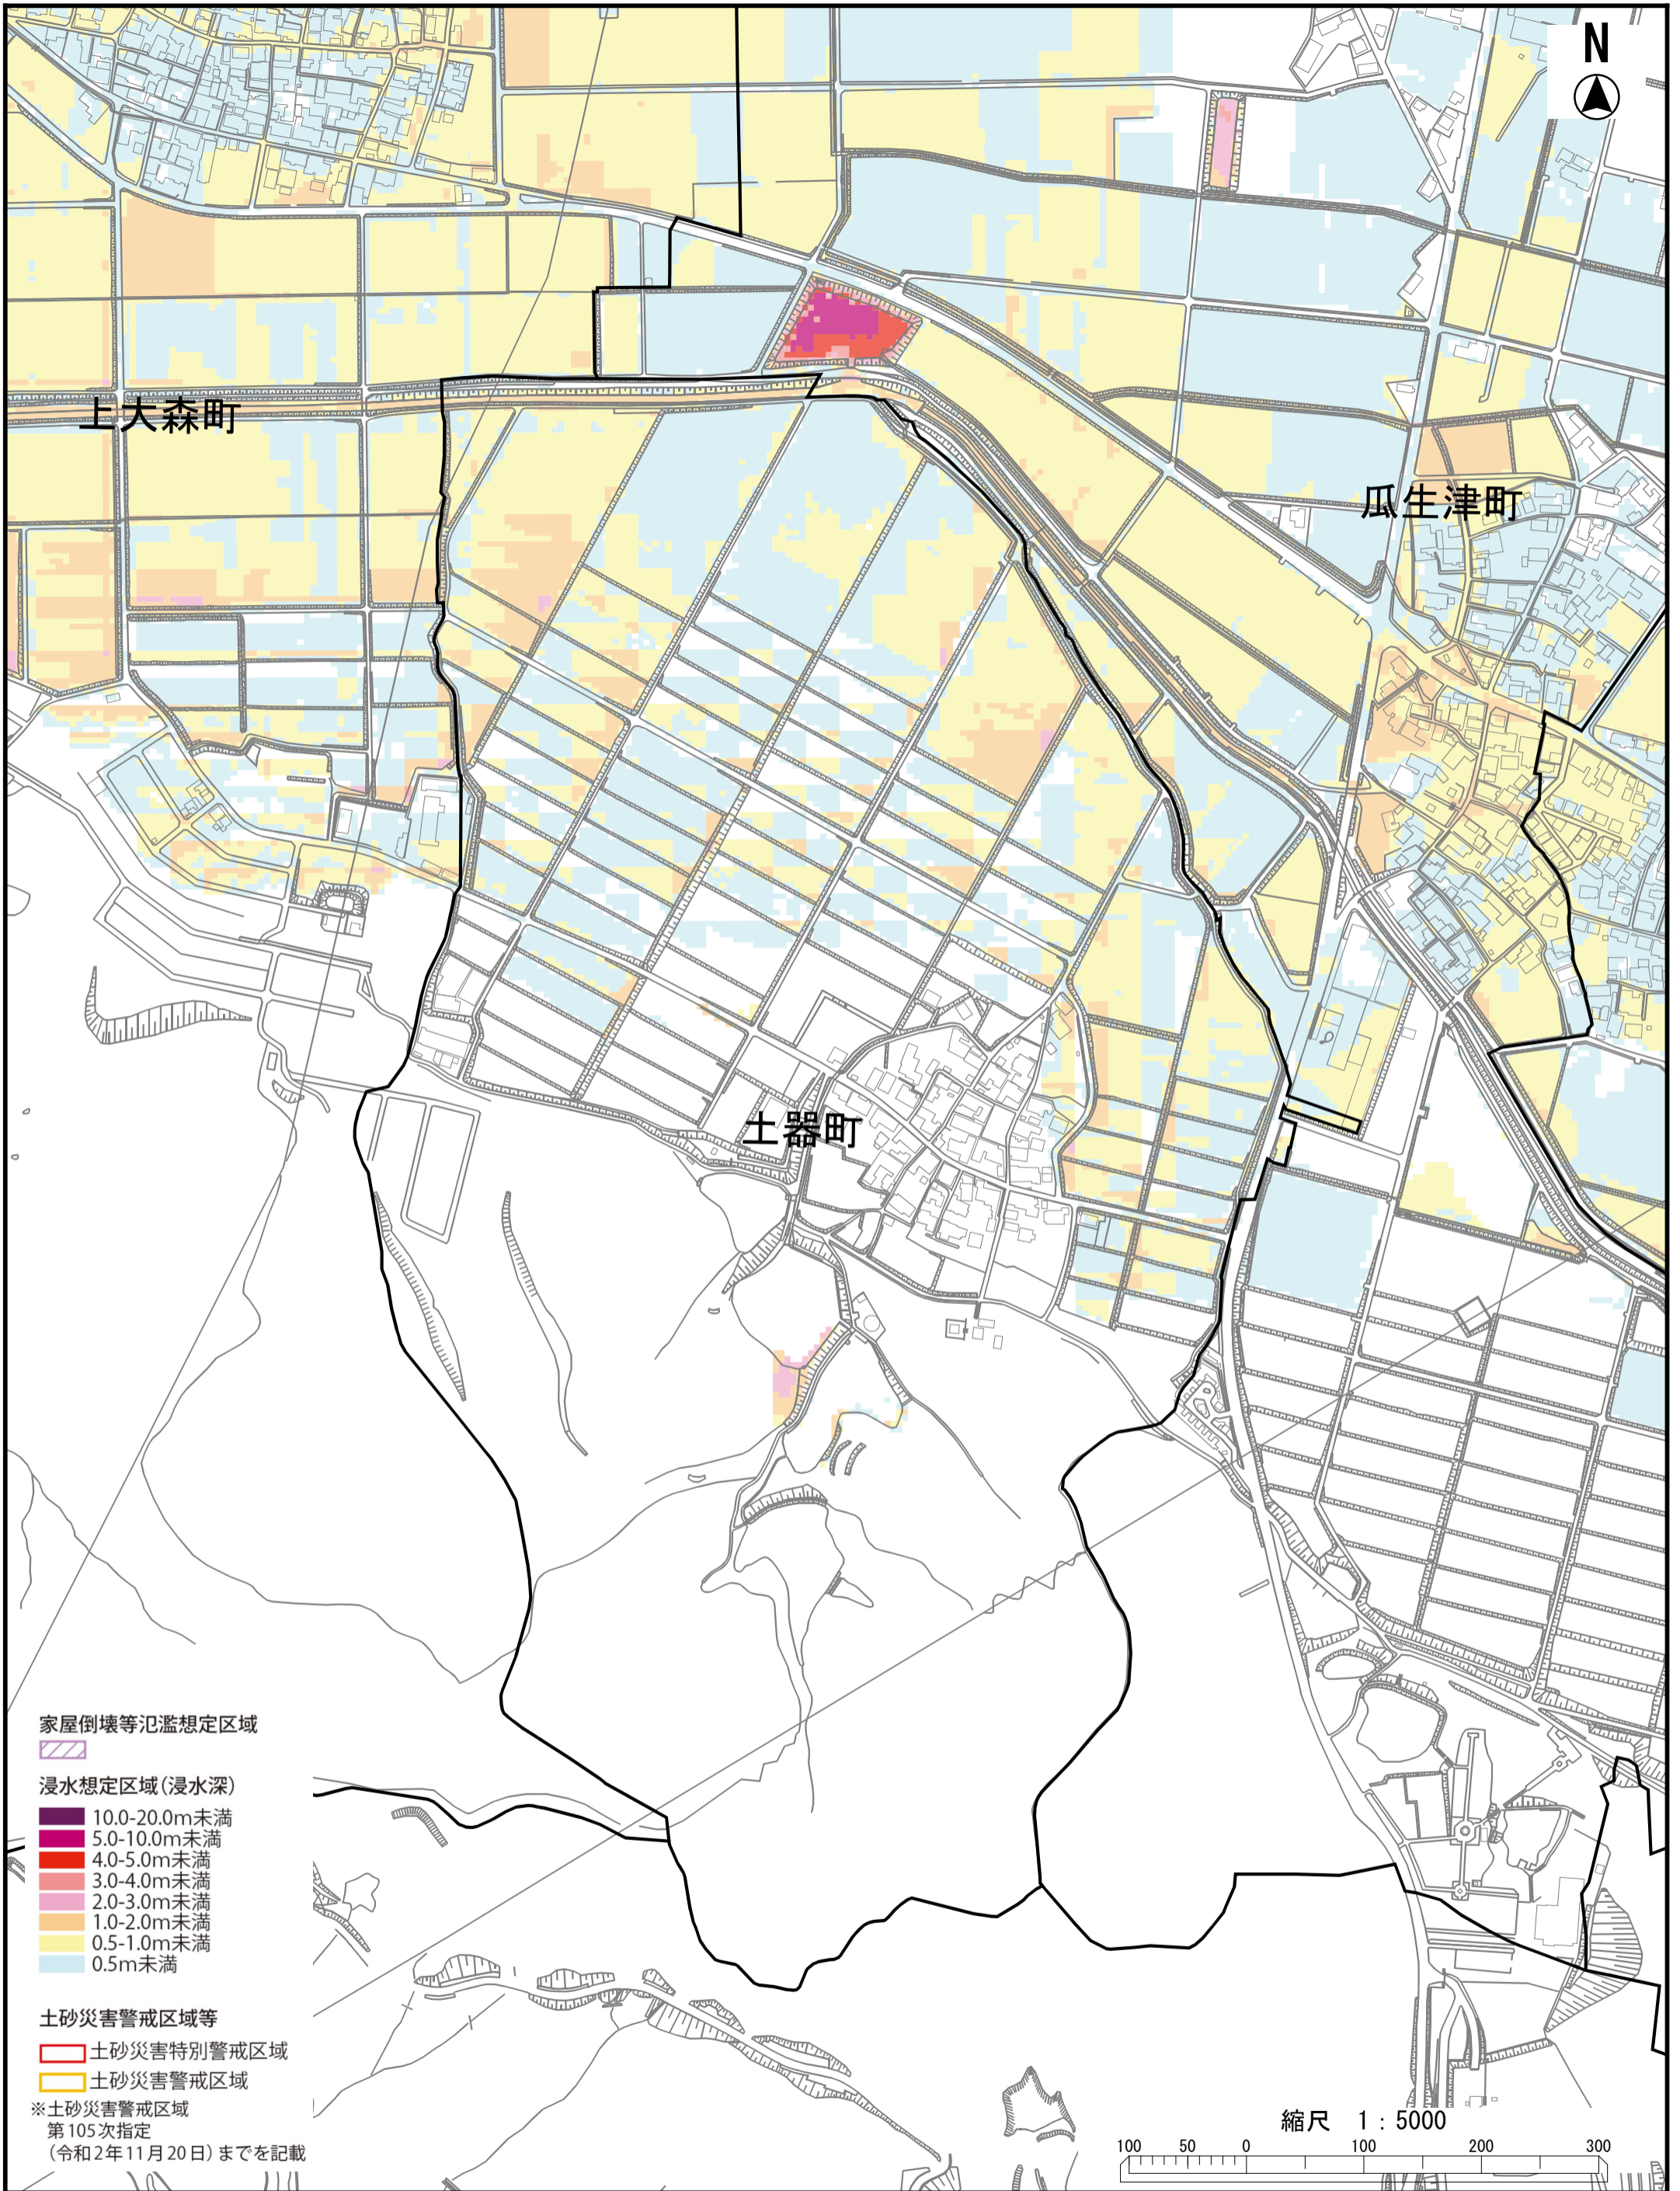 N
上大森町
瓜生津町
土器町
家屋倒壊等氾濫想定区域
浸水想定区域(浸水深)
10.0-20.0m未満
5.0-10.0m未満
4.0-5.0m未満
3.0-4.0m未満
2.0-3.0m未満
1.0-2.0m未満
0.5-1.0m未満
0.5m未満
土砂災害警戒区域等
土砂災害特別警戒区域
土砂災害警戒区域
※土砂災害警戒区域
第105次指定
(令和2年11月20日)までを記載
縮尺 1:5000
100 50 0 100 200 300